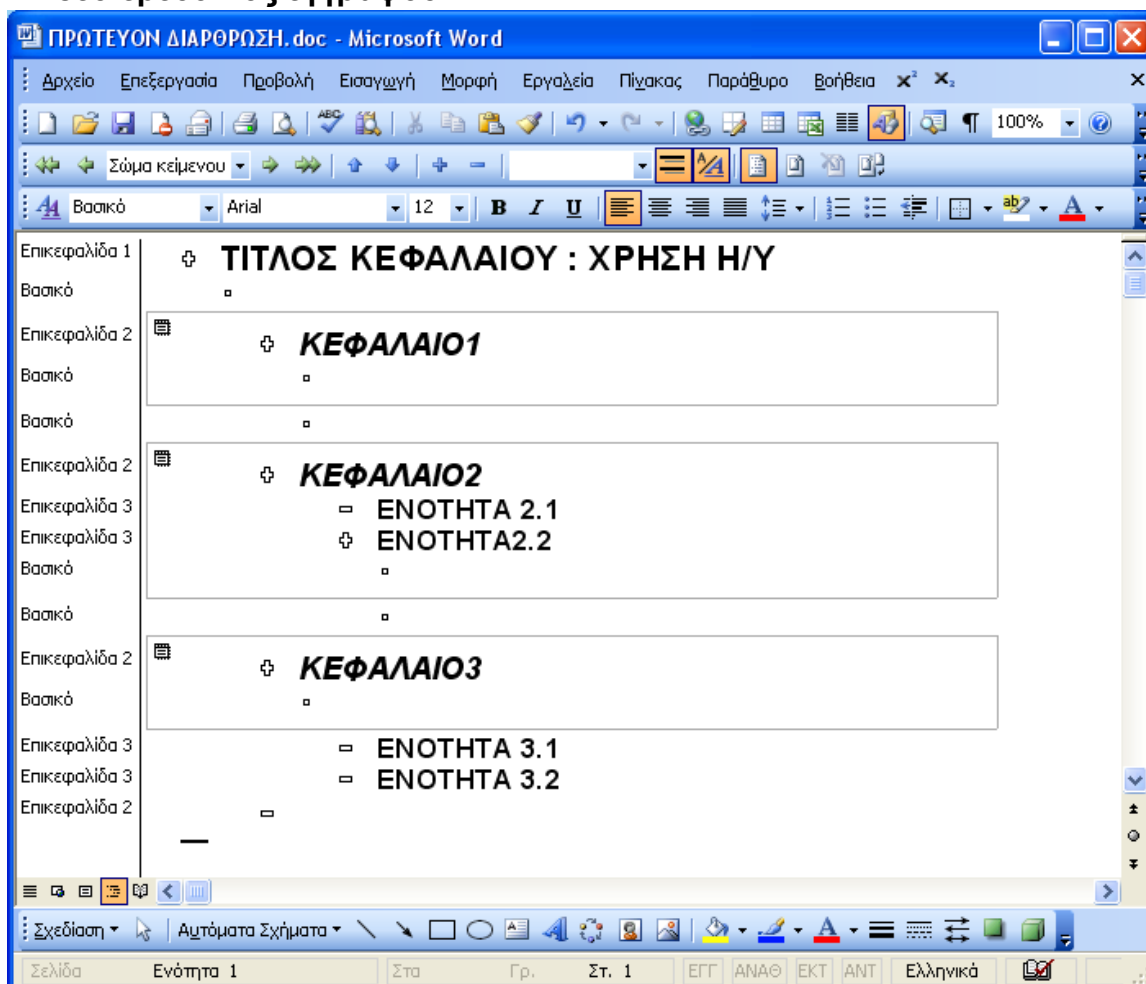 ΠΡΩΤΕΥΟΝ ΔΙΑΡΘΡΩΣΗ.doc - Microsoft Word
Αρχείο Επεξεργασία Προβολή Εισαγωγή Μορφή Εργαλεία Πίνακας Παράθυρο Βοήθεια x² x₂
100%
Σώμα κείμενου
Βασικό Arial 12 B I U
Επικεφαλίδα 1 ΤΙΤΛΟΣ ΚΕΦΑΛΑΙΟΥ : ΧΡΗΣΗ Η/Υ
Βασικό
Επικεφαλίδα 2 ΚΕΦΑΛΑΙΟ1
Βασικό
Βασικό
Επικεφαλίδα 2 ΚΕΦΑΛΑΙΟ2
Επικεφαλίδα 3 ΕΝΟΤΗΤΑ 2.1
Επικεφαλίδα 3 ΕΝΟΤΗΤΑ2.2
Βασικό
Βασικό
Επικεφαλίδα 2 ΚΕΦΑΛΑΙΟ3
Βασικό
Επικεφαλίδα 3 ΕΝΟΤΗΤΑ 3.1
Επικεφαλίδα 3 ΕΝΟΤΗΤΑ 3.2
Επικεφαλίδα 2
Σχεδίαση Αυτόματα Σχήματα
Σελίδα Ενότητα 1 Στα Γρ. Στ. 1 ΕΓΓ ΑΝΑΘ ΕΚΤ ΑΝΤ Ελληνικά